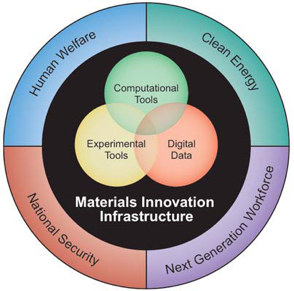 Human Welfare
Clean Energy
Computational
Tools
Experimental
Tools
Digital
Data
Materials Innovation
Infrastructure
National Security
Next Generation Workforce